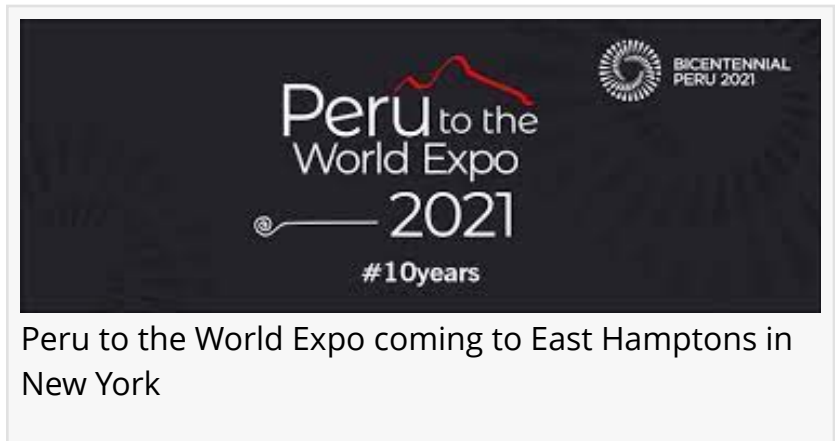 BICENTENNIAL
PERU 2021
Peru to the
World Expo
2021
#10years
Peru to the World Expo coming to East Hamptons in
New York